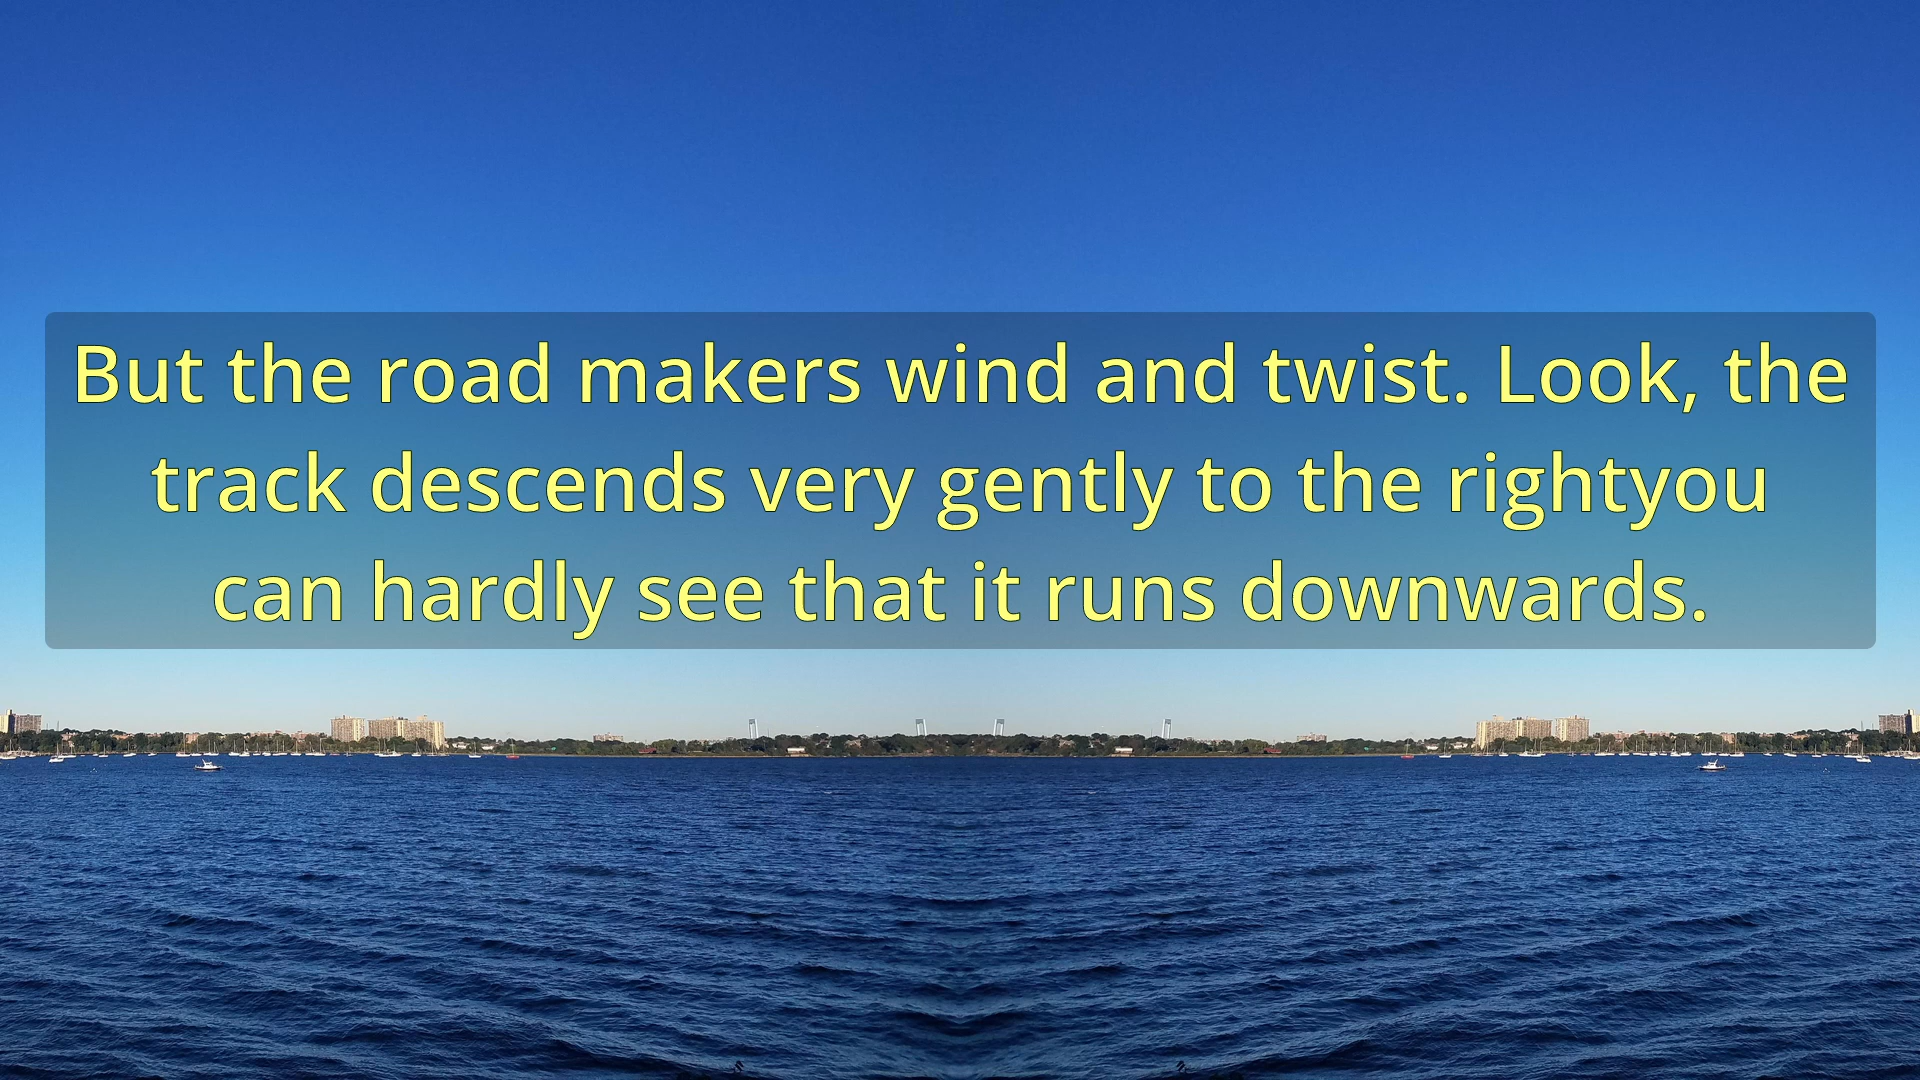 But the road makers wind and twist. Look, the
track descends very gently to the rightyou
can hardly see that it runs downwards.